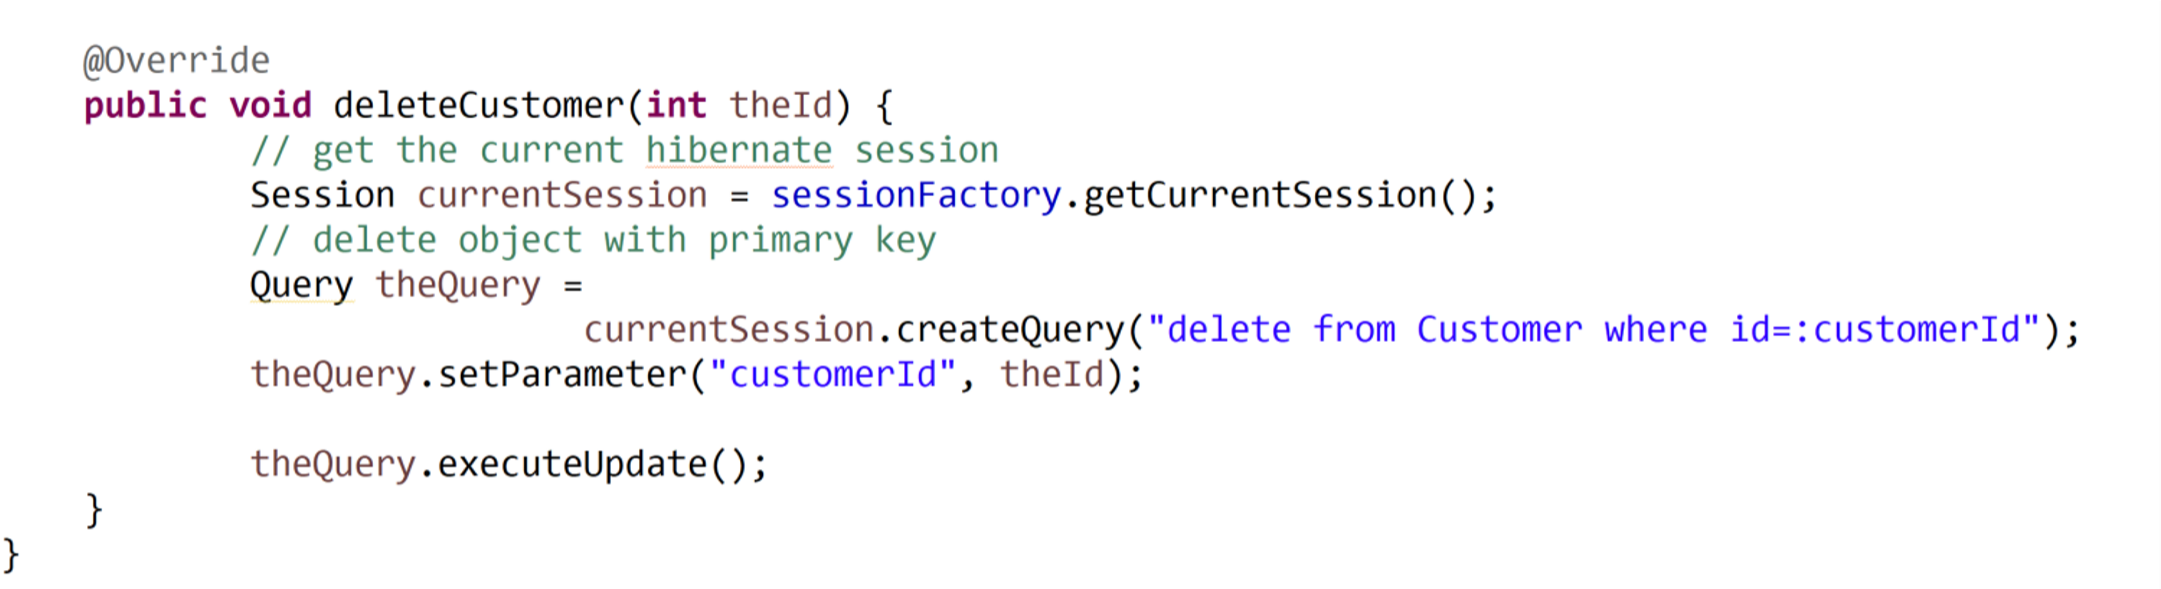 @Override
public void deleteCustomer(int theId) {
// get the current hibernate session
Session currentSession = sessionFactory.getCurrentSession();
// delete object with primary key
Query theQuery =
currentSession.createQuery("delete from Customer where id=:customerId");
theQuery.setParameter("customerId", theId);
theQuery.executeUpdate();
}
}